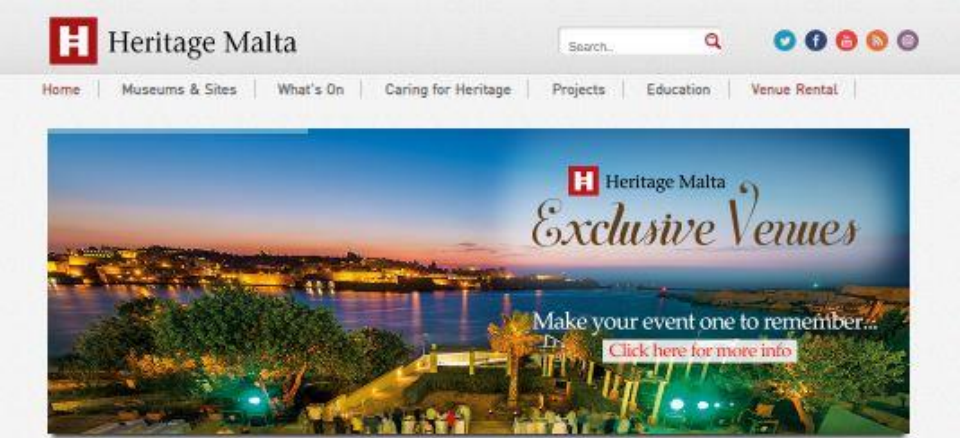 Heritage Malta
Search..
Home | Museums & Sites | What's On | Caring for Heritage | Projects | Education | Venue Rental |
Heritage Malta
Exclusive Venues
Make your event one to remember...
Click here for more info